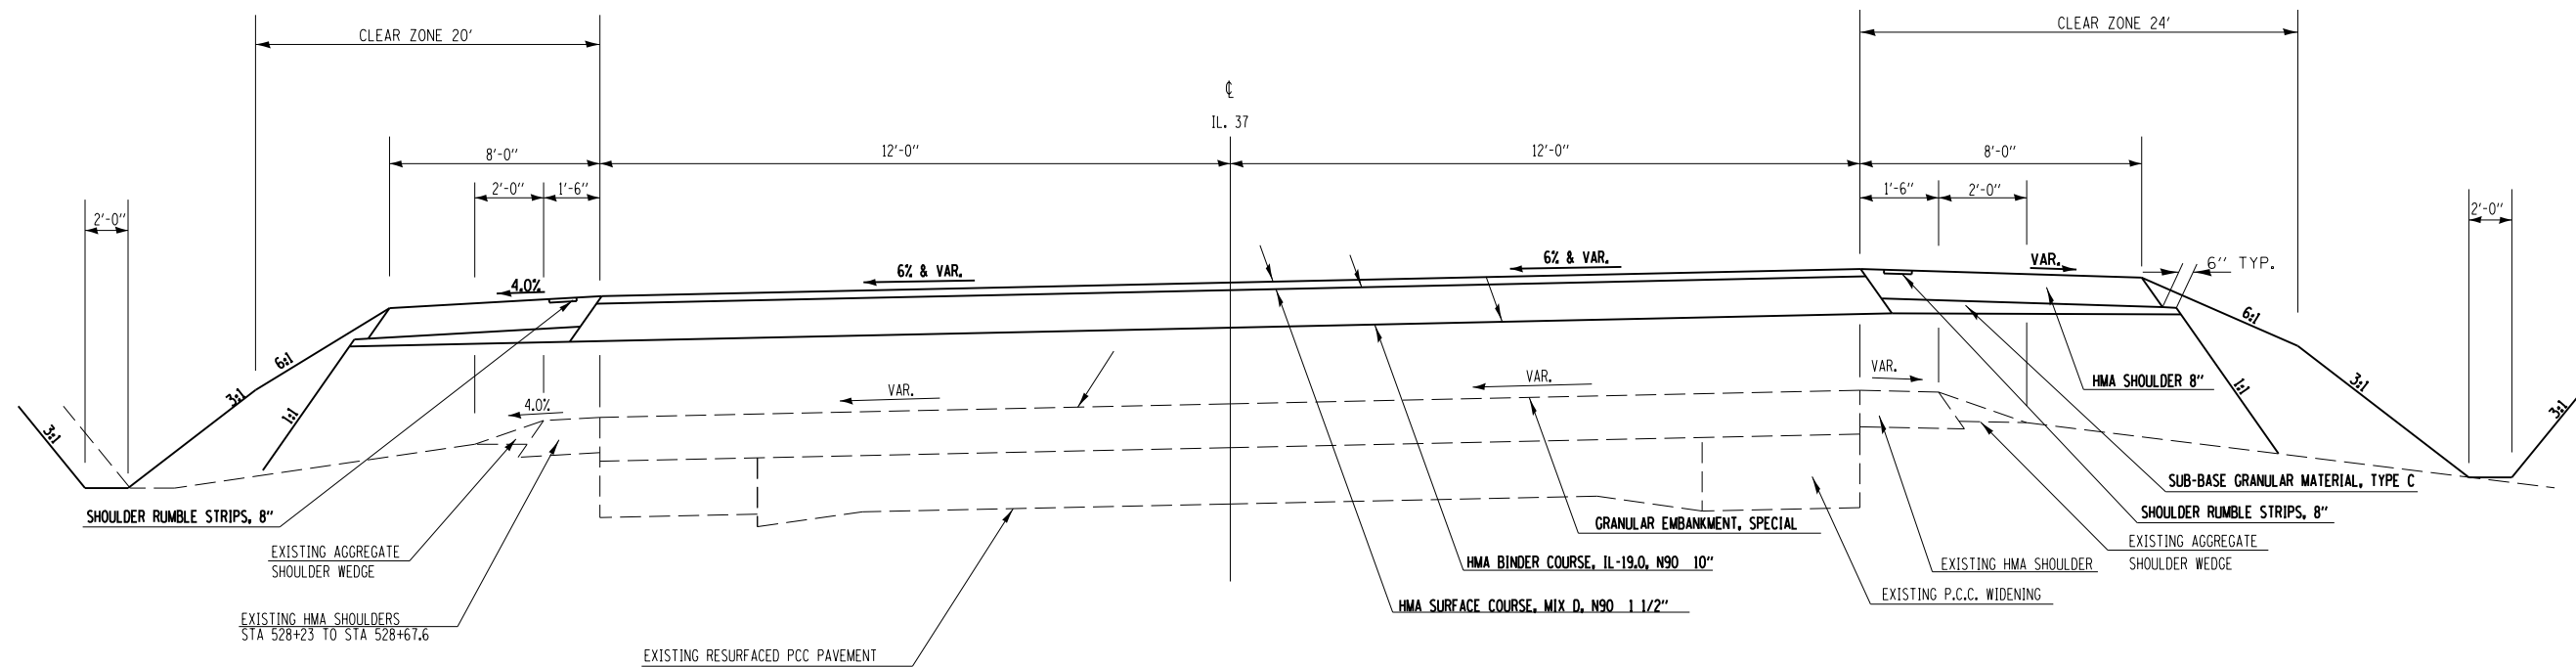 CLEAR ZONE 20'
CLEAR ZONE 24'
℄
IL. 37
8'-0"
12'-0"
12'-0"
8'-0"
2'-0"
1'-6"
1'-6"
2'-0"
2'-0"
2'-0"
4.0%
6% & VAR.
6% & VAR.
VAR.
6" TYP.
6:1
3:1
1:1
3:1
6:1
3:1
1:1
3:1
HMA SHOULDER 8"
4.0%
VAR.
VAR.
VAR.
SHOULDER RUMBLE STRIPS, 8"
EXISTING AGGREGATE
SHOULDER WEDGE
EXISTING HMA SHOULDERS
STA 528+23 TO STA 528+67.6
EXISTING RESURFACED PCC PAVEMENT
GRANULAR EMBANKMENT, SPECIAL
HMA BINDER COURSE, IL-19.0, N90 10"
HMA SURFACE COURSE, MIX D, N90 1 1/2"
SUB-BASE GRANULAR MATERIAL, TYPE C
SHOULDER RUMBLE STRIPS, 8"
EXISTING AGGREGATE
SHOULDER WEDGE
EXISTING HMA SHOULDER
EXISTING P.C.C. WIDENING